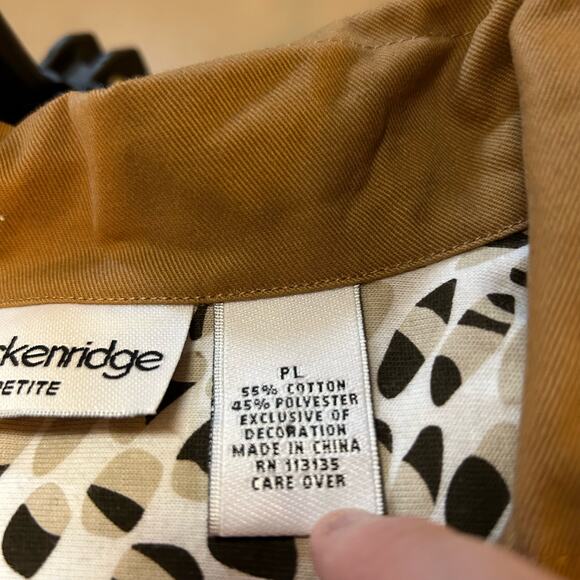 ckenridge
PETITE
PL
55% COTTON
45% POLYESTER
EXCLUSIVE OF
DECORATION
MADE IN CHINA
RN 113135
CARE OVER